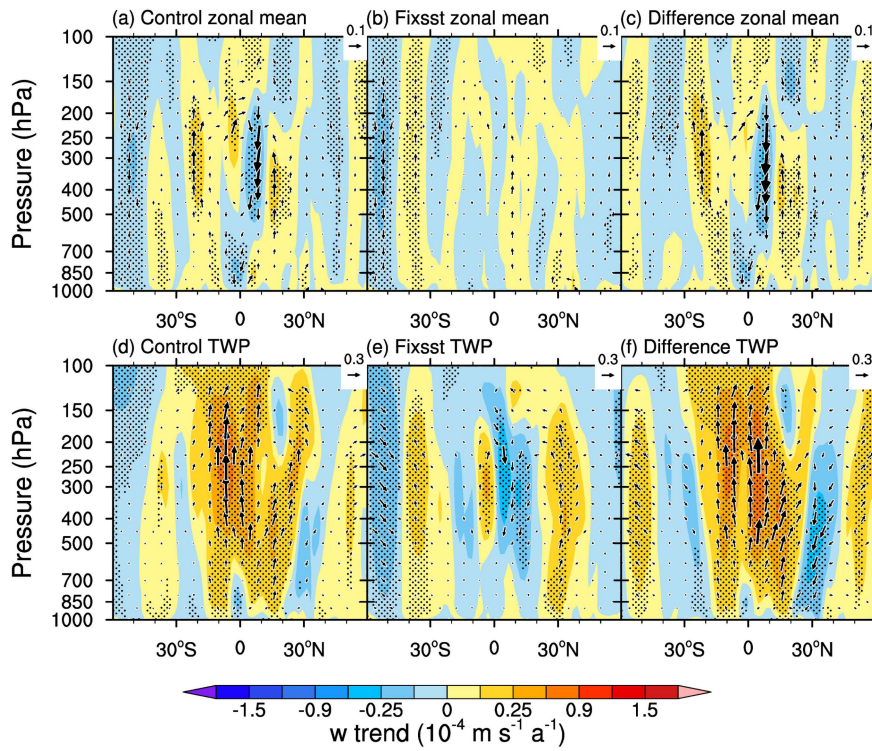 (a) Control zonal mean
(b) Fixsst zonal mean
(c) Difference zonal mean
0.1
0.1
0.1
Pressure (hPa)
100
150
200
250
300
400
500
700
850
1000
30°S 0 30°N
30°S 0 30°N
30°S 0 30°N
(d) Control TWP
(e) Fixsst TWP
(f) Difference TWP
0.3
0.3
0.3
Pressure (hPa)
100
150
200
250
300
400
500
700
850
1000
30°S 0 30°N
30°S 0 30°N
30°S 0 30°N
-1.5 -0.9 -0.25 0 0.25 0.9 1.5
w trend (10⁻⁴ m s⁻¹ a⁻¹)